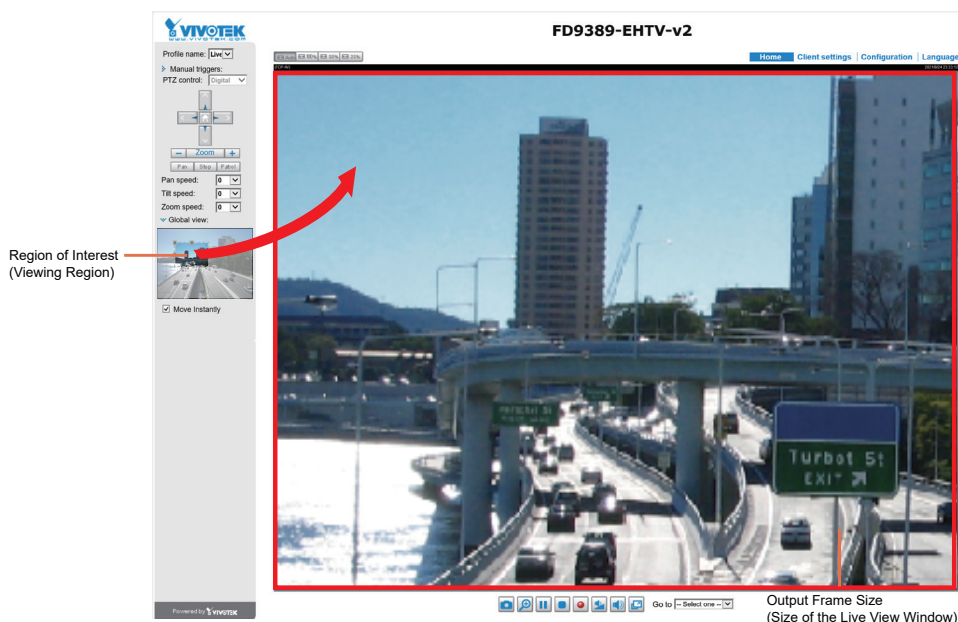 VIVOTEK
www.vivotek.com
FD9389-EHTV-v2
Profile name: Live
Manual triggers:
PTZ control: Digital
Zoom
Pan Stop Patrol
Pan speed: 0
Tilt speed: 0
Zoom speed: 0
Global view:
Region of Interest
(Viewing Region)
Move Instantly
Powered by VIVOTEK
Home Client settings Configuration Language
Turbot St
EXIT
Go to -- Select one --
Output Frame Size
(Size of the Live View Window)